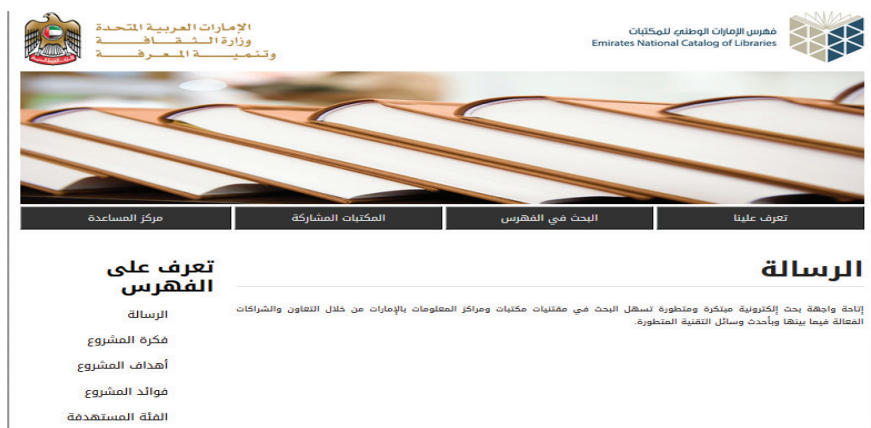 فهرس الإمارات الوطني للمكتبات
Emirates National Catalog of Libraries
الإمارات العربية المتحدة
وزارة الثقافة
وتنمية المعرفة
تعرف علينا
البحث في الفهرس
المكتبات المشاركة
مركز المساعدة
الرسالة
إتاحة واجهة بحث إلكترونية مبتكرة ومتطورة تسهل البحث في مقتنيات مكتبات ومراكز المعلومات بالإمارات من خلال التعاون والشراكات
الفعالة فيما بينها وبأحدث وسائل التقنية المتطورة.
تعرف على
الفهرس
الرسالة
فكرة المشروع
أهداف المشروع
فوائد المشروع
الفئة المستهدفة